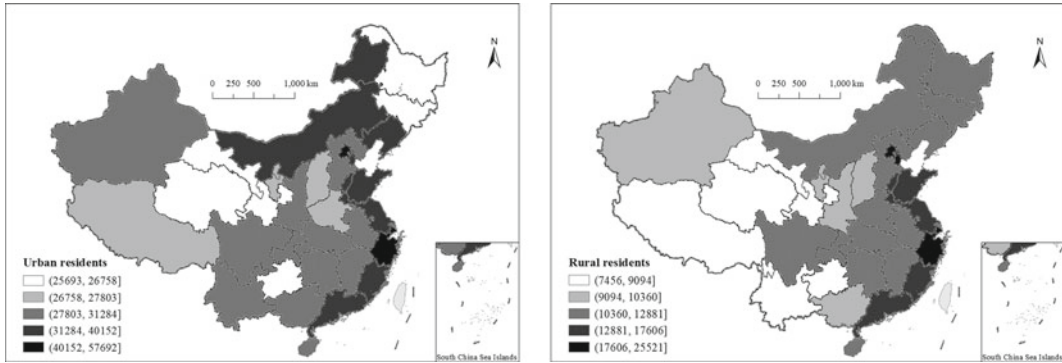 N
0 250 500 1,000 km
Urban residents
(25693, 26758]
(26758, 27803]
(27803, 31284]
(31284, 40152]
(40152, 57692]
South China Sea Islands
N
0 250 500 1,000 km
Rural residents
(7456, 9094]
(9094, 10360]
(10360, 12881]
(12881, 17606]
(17606, 25521]
South China Sea Islands